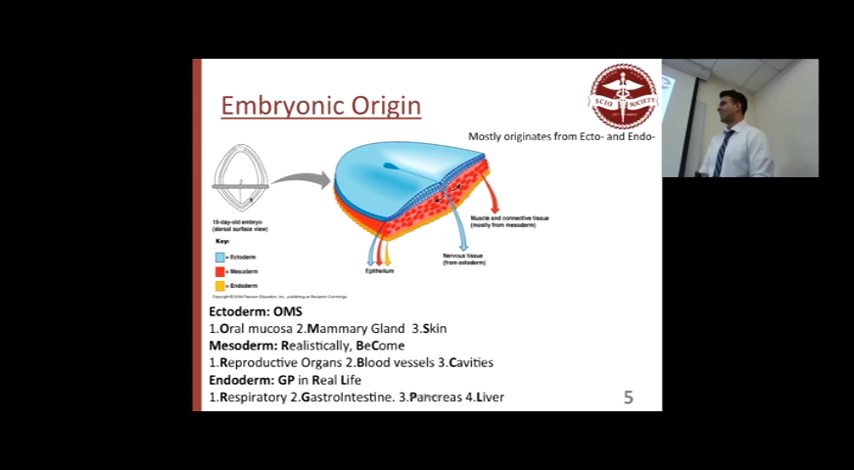 Embryonic Origin
SCIO SOCIETY
Mostly originates from Ecto- and Endo-
16-day-old embryo
(dorsal surface view)
Key:
= Ectoderm
= Mesoderm
= Endoderm
Muscle and connective tissue
(mostly from mesoderm)
Nervous tissue
(from ectoderm)
Epithelium
Copyright © 2004 Pearson Education, Inc., publishing as Benjamin Cummings.
Ectoderm: OMS
1.Oral mucosa 2.Mammary Gland 3.Skin
Mesoderm: Realistically, BeCome
1.Reproductive Organs 2.Blood vessels 3.Cavities
Endoderm: GP in Real Life
1.Respiratory 2.GastroIntestine. 3.Pancreas 4.Liver
5